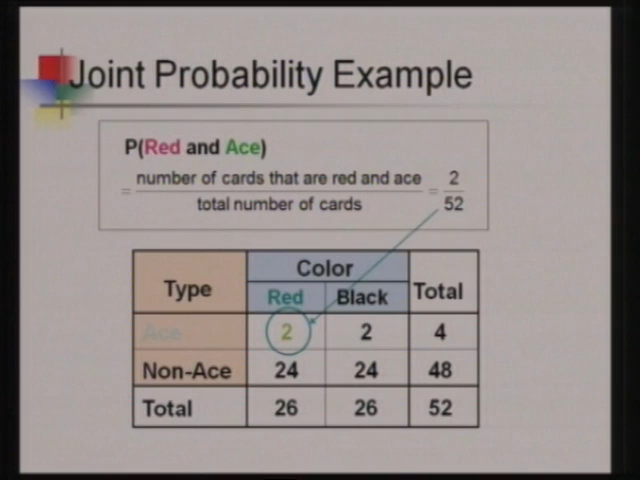 Joint Probability Example
P(Red and Ace)
= number of cards that are red and ace / total number of cards = 2 / 52
Type Color Total
Red Black
Ace 2 2 4
Non-Ace 24 24 48
Total 26 26 52